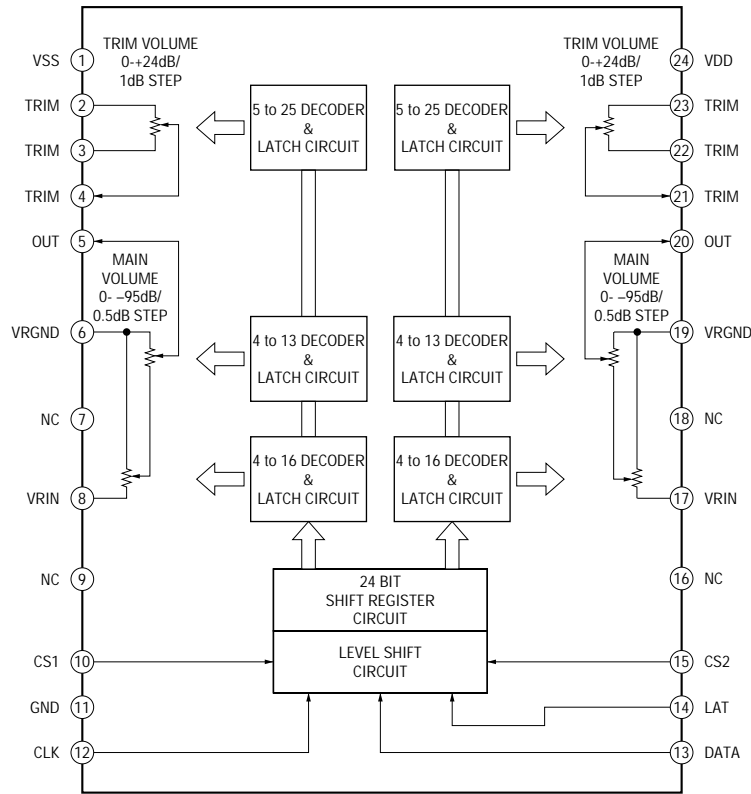 TRIM VOLUME
0-+24dB/
1dB STEP
TRIM VOLUME
0-+24dB/
1dB STEP
VSS 1
24 VDD
TRIM 2
23 TRIM
5 to 25 DECODER
&
LATCH CIRCUIT
5 to 25 DECODER
&
LATCH CIRCUIT
TRIM 3
22 TRIM
TRIM 4
21 TRIM
OUT 5
20 OUT
MAIN
VOLUME
0- –95dB/
0.5dB STEP
MAIN
VOLUME
0- –95dB/
0.5dB STEP
VRGND 6
19 VRGND
4 to 13 DECODER
&
LATCH CIRCUIT
4 to 13 DECODER
&
LATCH CIRCUIT
NC 7
18 NC
4 to 16 DECODER
&
LATCH CIRCUIT
4 to 16 DECODER
&
LATCH CIRCUIT
VRIN 8
17 VRIN
NC 9
16 NC
24 BIT
SHIFT REGISTER
CIRCUIT
LEVEL SHIFT
CIRCUIT
CS1 10
15 CS2
GND 11
14 LAT
CLK 12
13 DATA